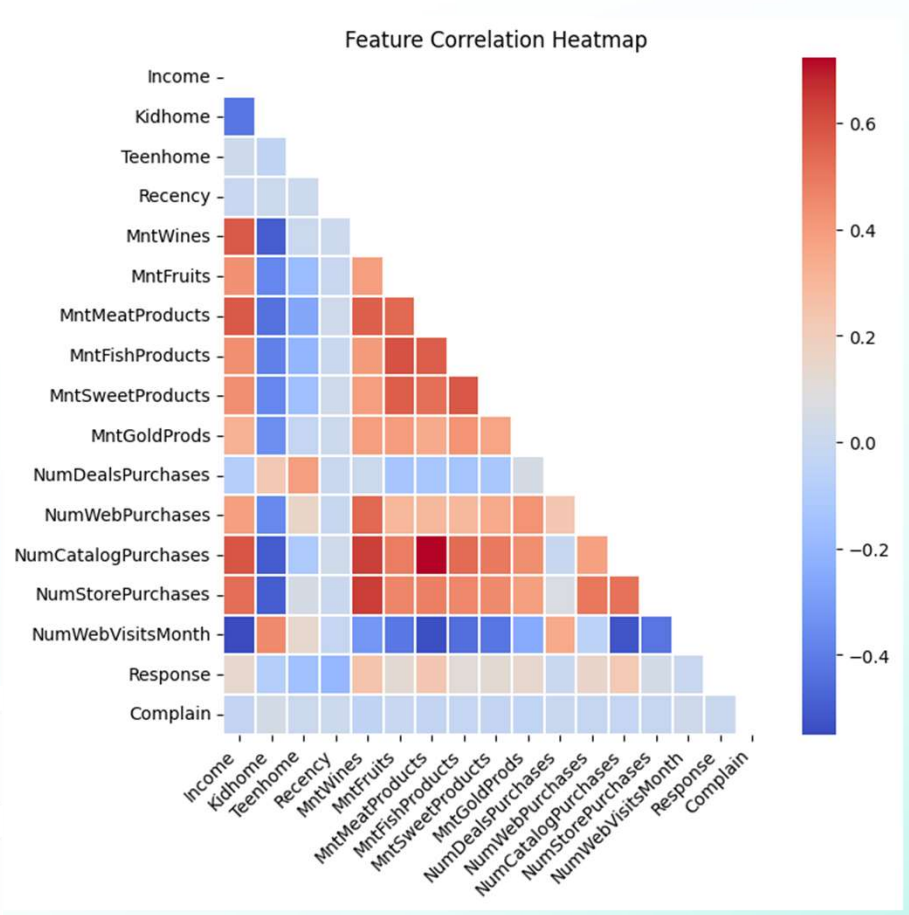 Feature Correlation Heatmap
Income
Kidhome
Teenhome
Recency
MntWines
MntFruits
MntMeatProducts
MntFishProducts
MntSweetProducts
MntGoldProds
NumDealsPurchases
NumWebPurchases
NumCatalogPurchases
NumStorePurchases
NumWebVisitsMonth
Response
Complain
Income
Kidhome
Teenhome
Recency
MntWines
MntFruits
MntMeatProducts
MntFishProducts
MntSweetProducts
MntGoldProds
NumDealsPurchases
NumWebPurchases
NumCatalogPurchases
NumStorePurchases
NumWebVisitsMonth
Response
Complain
0.6
0.4
0.2
0.0
−0.2
−0.4